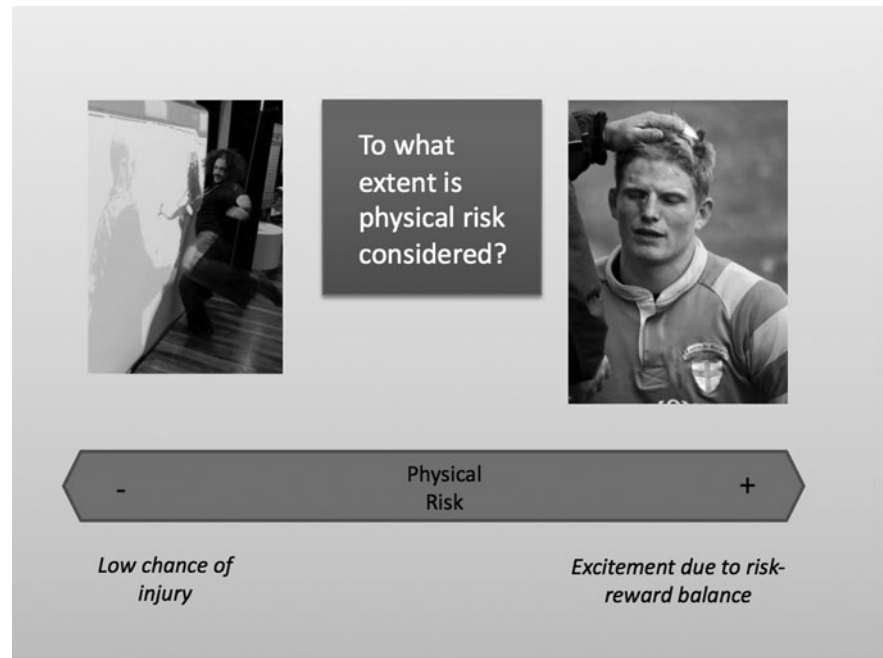 To what
extent is
physical risk
considered?
-
Physical
Risk
+
Low chance of
injury
Excitement due to risk-
reward balance